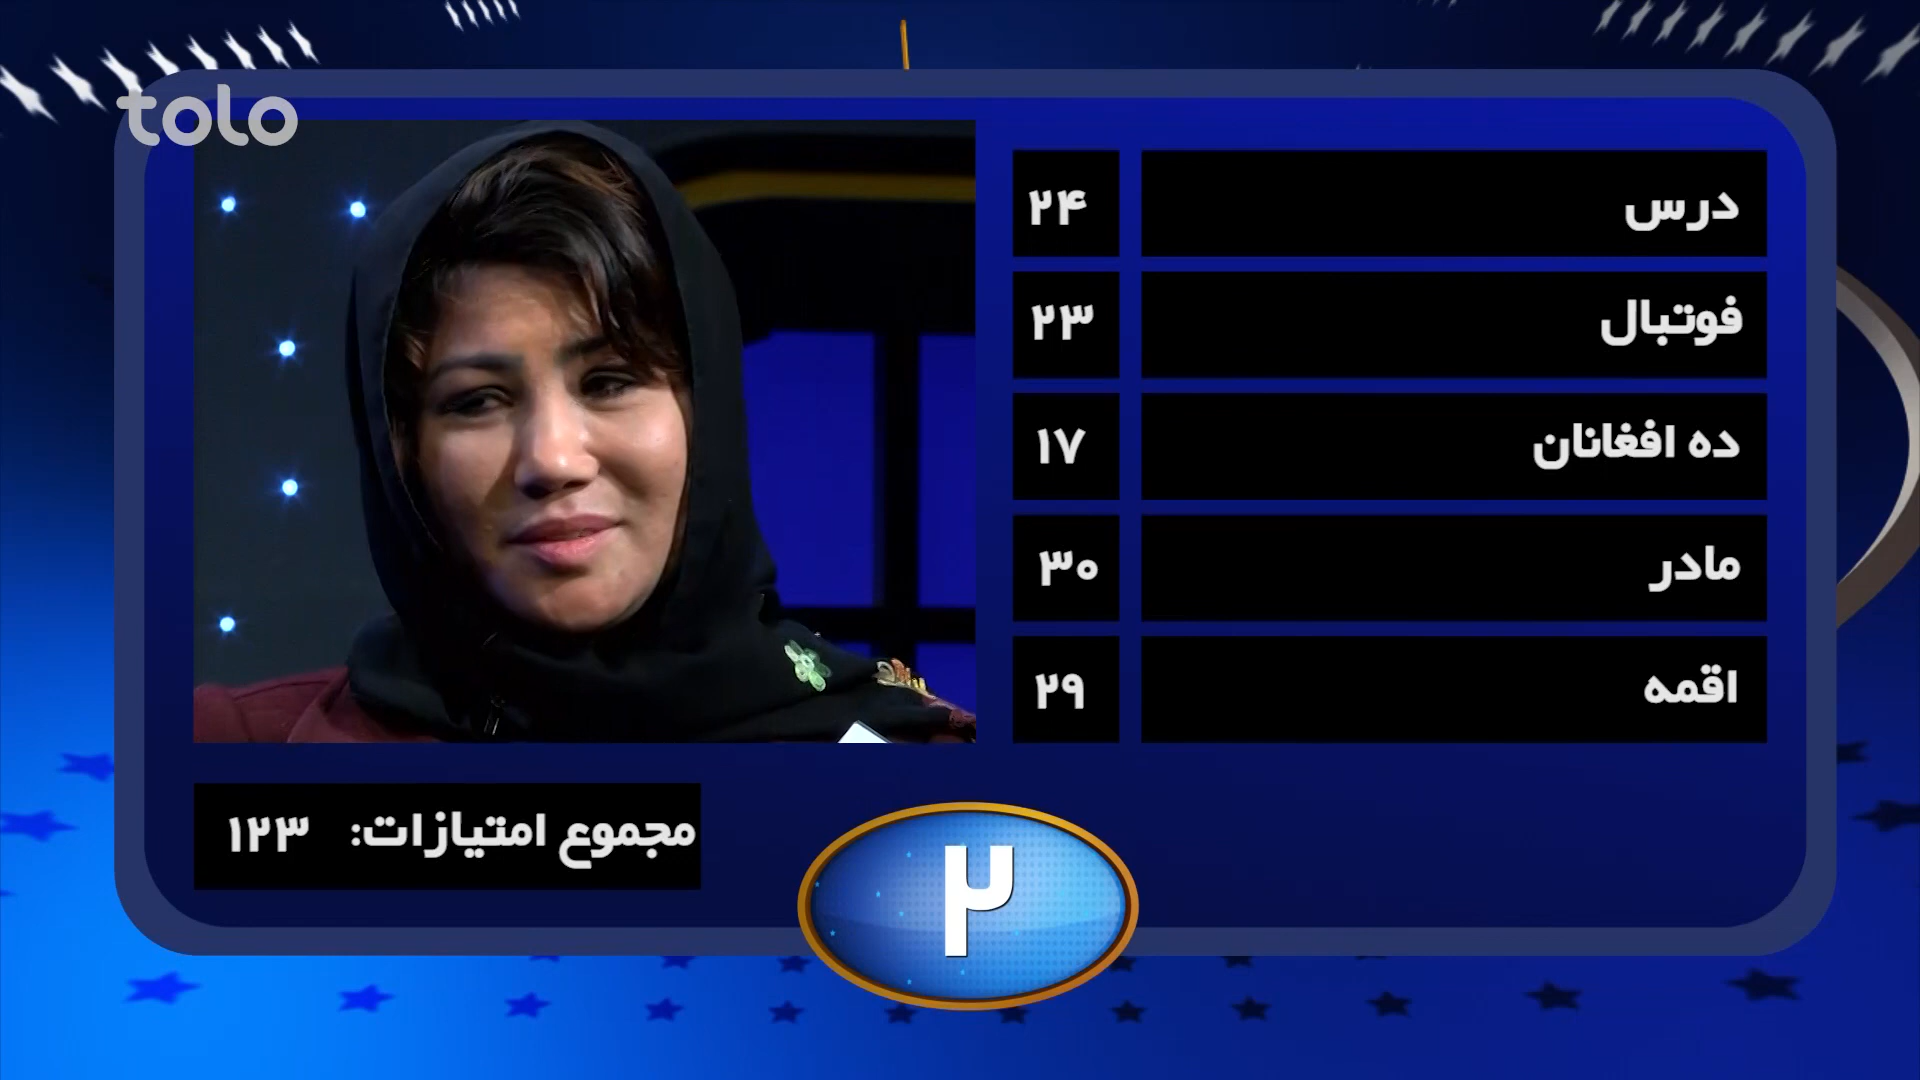 tolo
درس ۲۴
فوتبال ۲۳
ده افغانان ۱۷
مادر ۳۰
اقمه ۲۹
مجموع امتیازات: ۱۲۳
۲